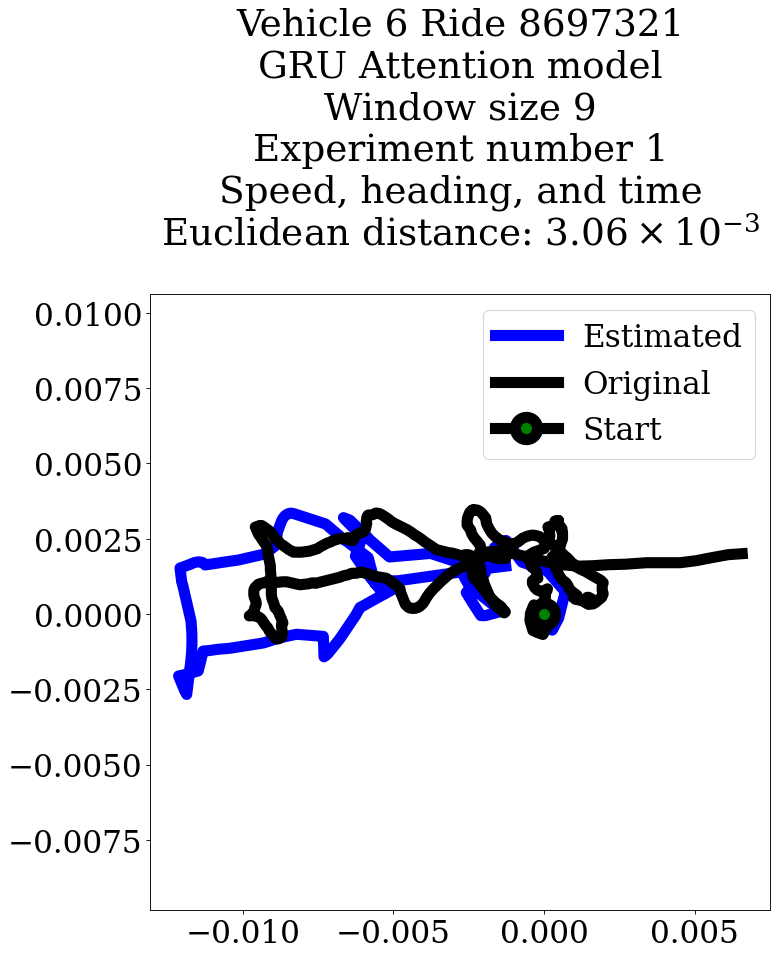 Vehicle 6 Ride 8697321
GRU Attention model
Window size 9
Experiment number 1
Speed, heading, and time
Euclidean distance: 3.06 × 10⁻³
0.0100
0.0075
0.0050
0.0025
0.0000
−0.0025
−0.0050
−0.0075
Estimated
Original
Start
−0.010
−0.005
0.000
0.005